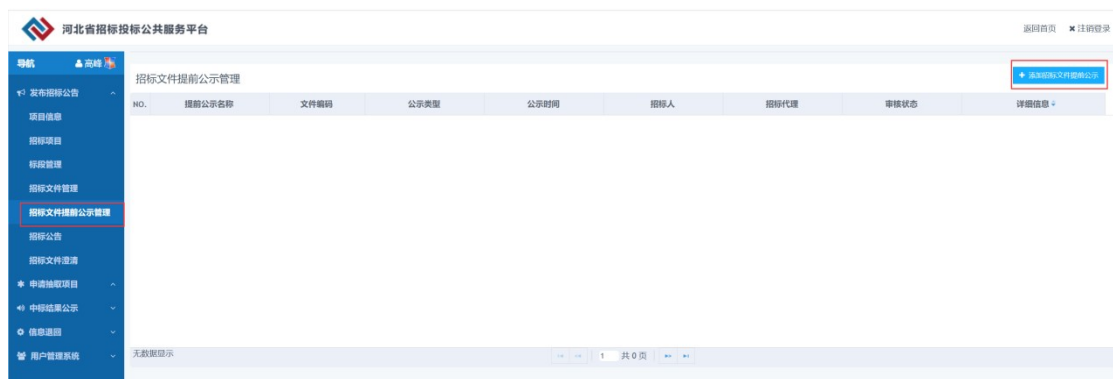 河北省招标投标公共服务平台
返回首页 ✖注销登录
导航 高峰
发布招标公告
项目信息
招标项目
标段管理
招标文件管理
招标文件提前公示管理
招标公告
招标文件澄清
申请抽取项目
中标结果公示
信息退回
用户管理系统
招标文件提前公示管理
+ 添加招标文件提前公示
NO. 提前公示名称 文件编码 公示类型 公示时间 招标人 招标代理 审核状态 详细信息
无数据显示 1 共 0 页